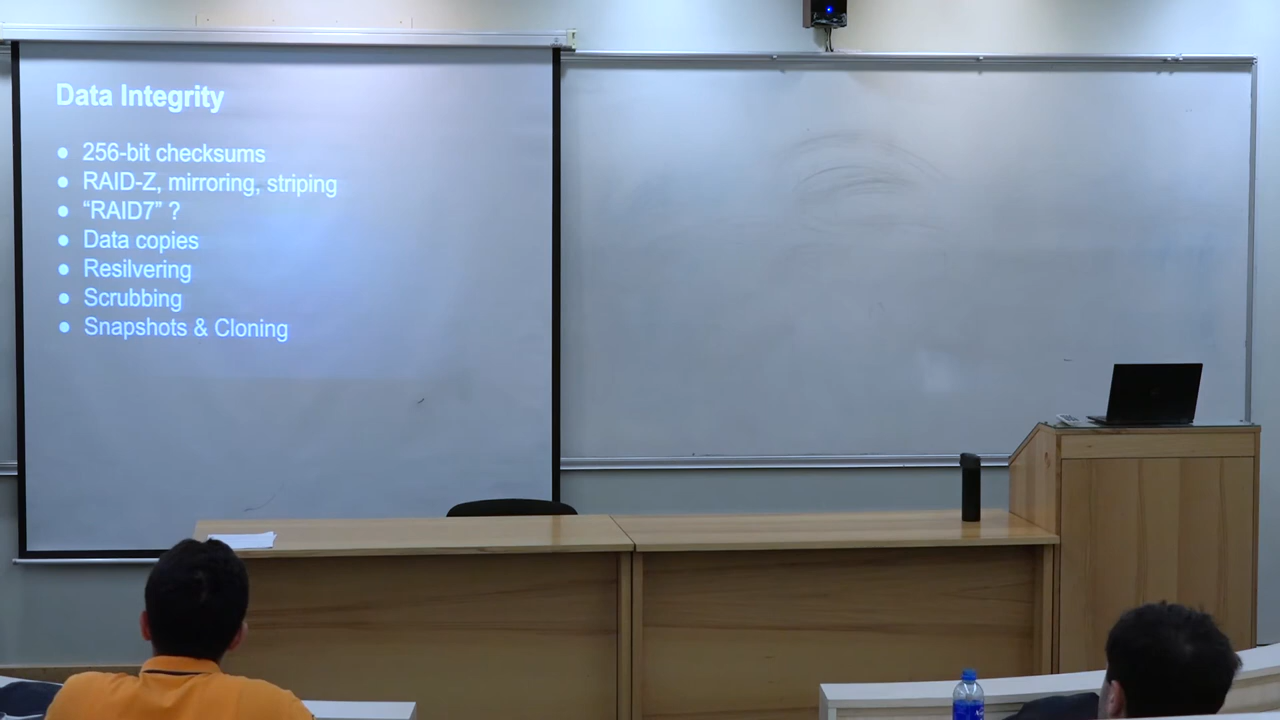 Data Integrity
● 256-bit checksums
● RAID-Z, mirroring, striping
● “RAID7” ?
● Data copies
● Resilvering
● Scrubbing
● Snapshots & Cloning